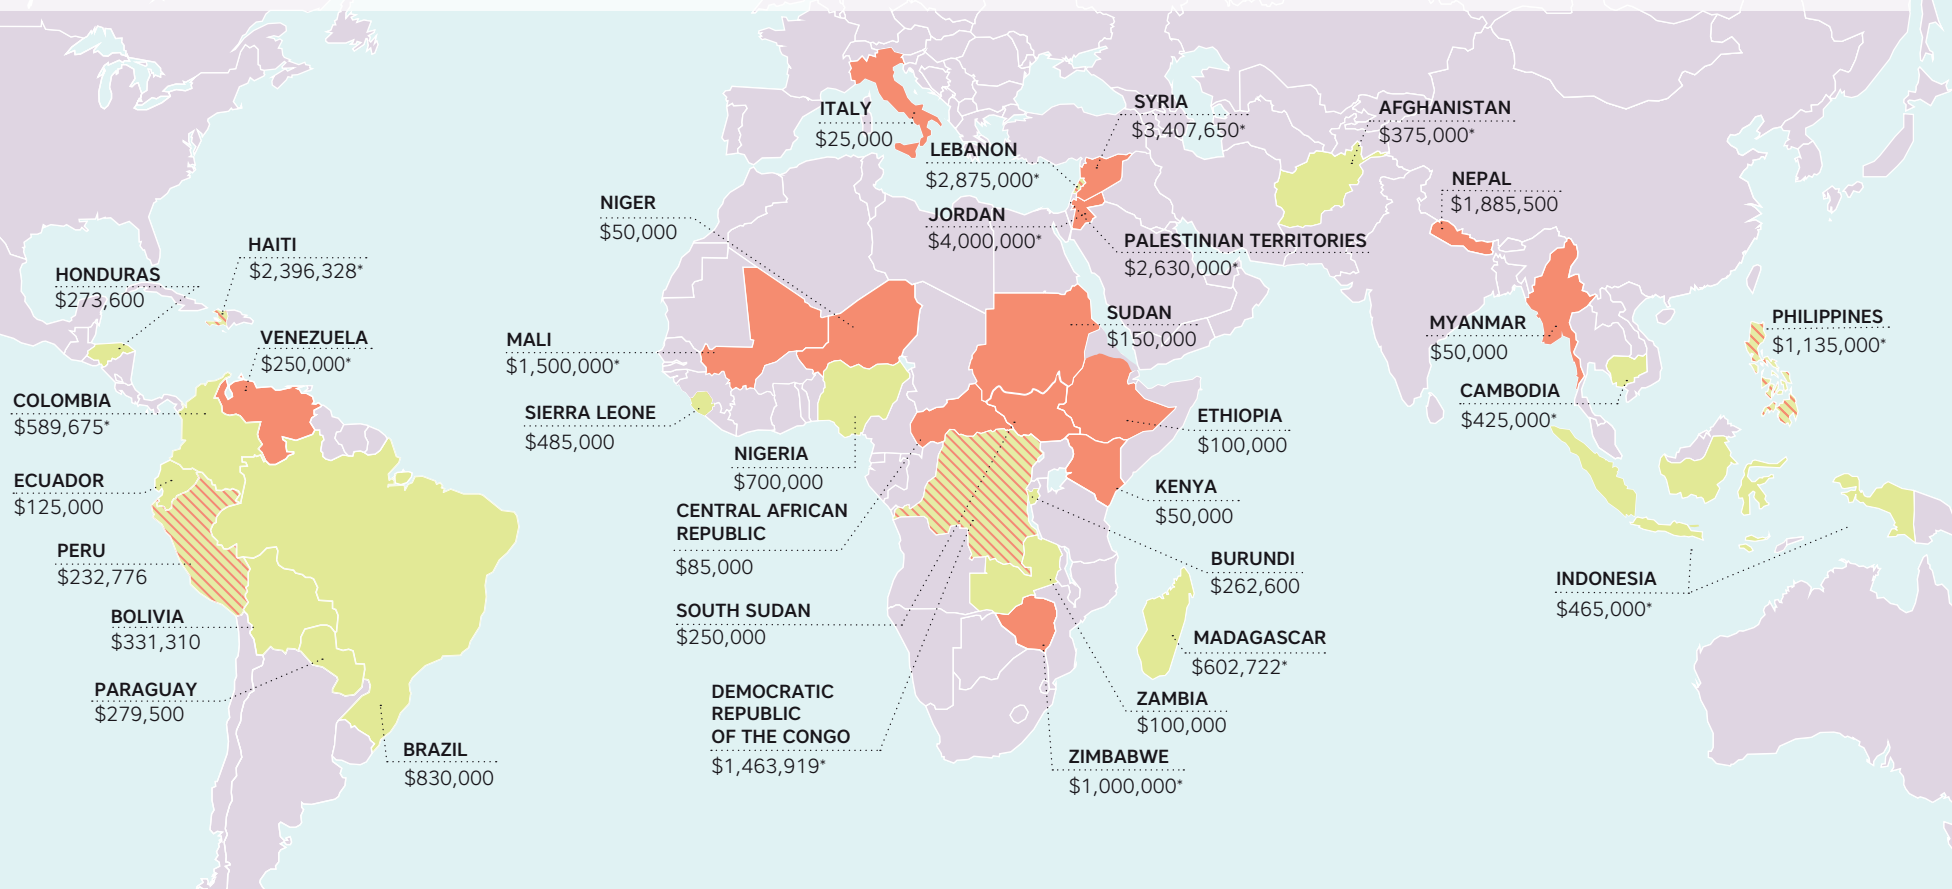 ITALY
$25,000
SYRIA
$3,407,650*
AFGHANISTAN
$375,000*
LEBANON
$2,875,000*
NEPAL
$1,885,500
NIGER
$50,000
JORDAN
$4,000,000*
PALESTINIAN TERRITORIES
$2,630,000*
HAITI
$2,396,328*
HONDURAS
$273,600
VENEZUELA
$250,000*
MALI
$1,500,000*
SUDAN
$150,000
MYANMAR
$50,000
PHILIPPINES
$1,135,000*
COLOMBIA
$589,675*
SIERRA LEONE
$485,000
CAMBODIA
$425,000*
ETHIOPIA
$100,000
NIGERIA
$700,000
ECUADOR
$125,000
KENYA
$50,000
CENTRAL AFRICAN
REPUBLIC
$85,000
PERU
$232,776
BURUNDI
$262,600
INDONESIA
$465,000*
BOLIVIA
$331,310
SOUTH SUDAN
$250,000
MADAGASCAR
$602,722*
PARAGUAY
$279,500
DEMOCRATIC
REPUBLIC
OF THE CONGO
$1,463,919*
ZAMBIA
$100,000
BRAZIL
$830,000
ZIMBABWE
$1,000,000*